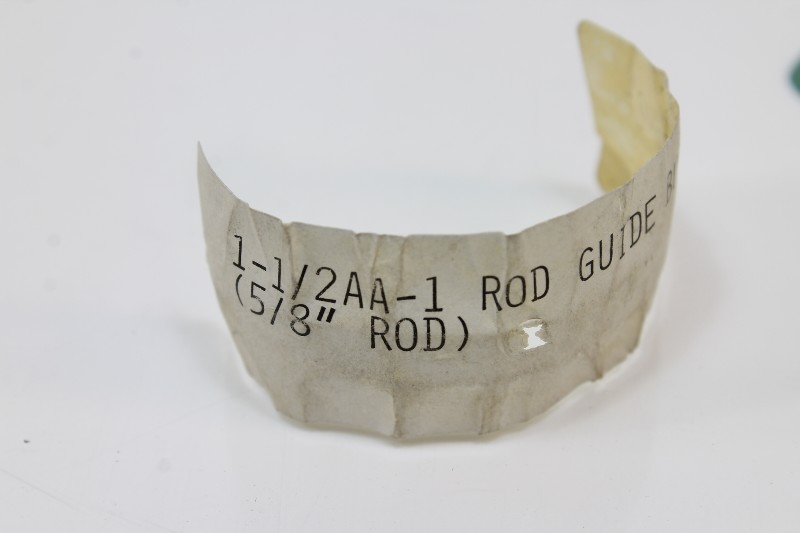 1-1/2AA-1 ROD GUIDE
(5/8" ROD)